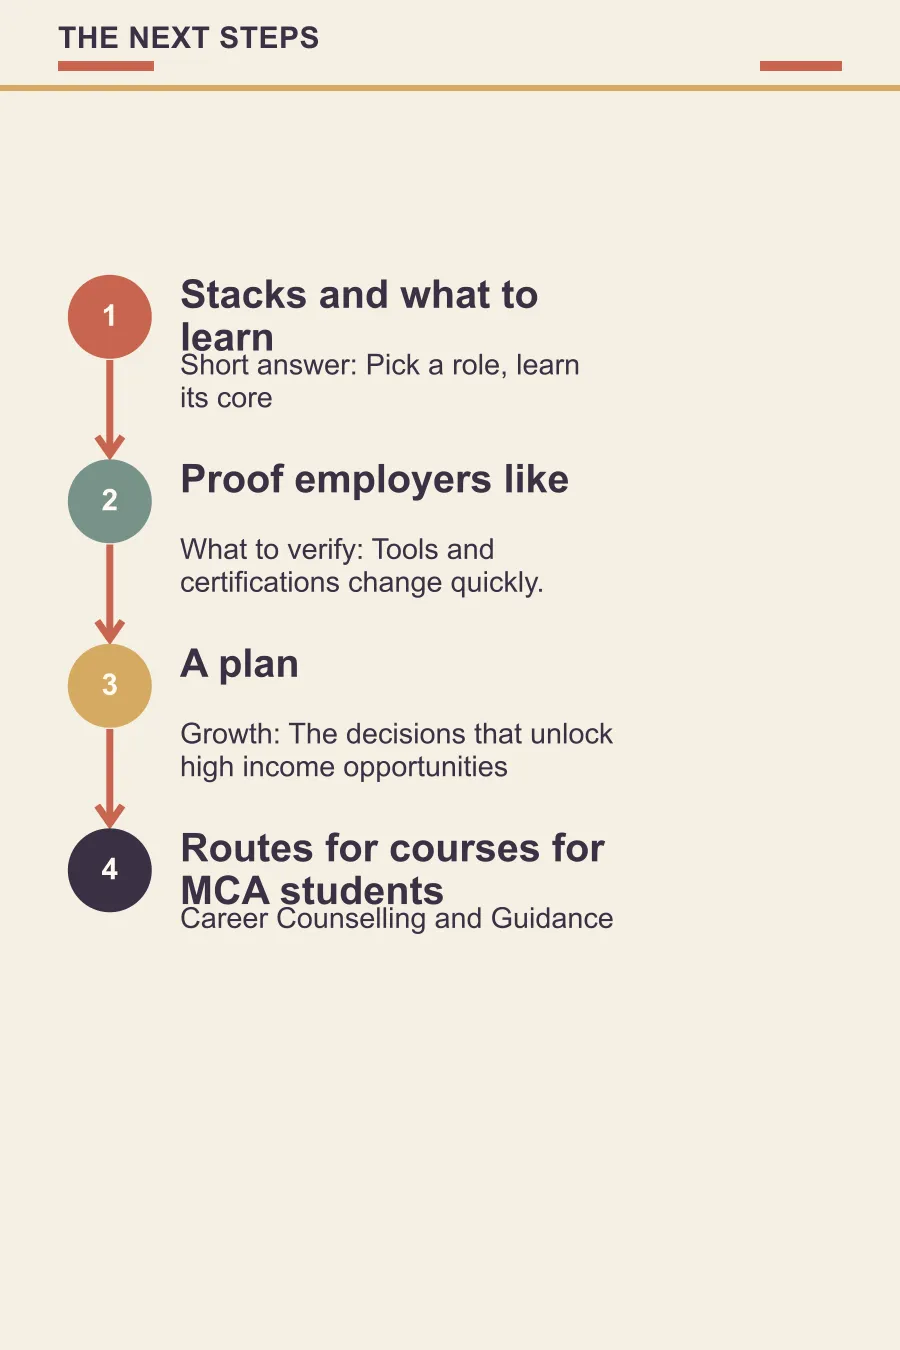 THE NEXT STEPS
1
Stacks and what to
learn
Short answer: Pick a role, learn
its core
2
Proof employers like
What to verify: Tools and
certifications change quickly.
3
A plan
Growth: The decisions that unlock
high income opportunities
4
Routes for courses for
MCA students
Career Counselling and Guidance